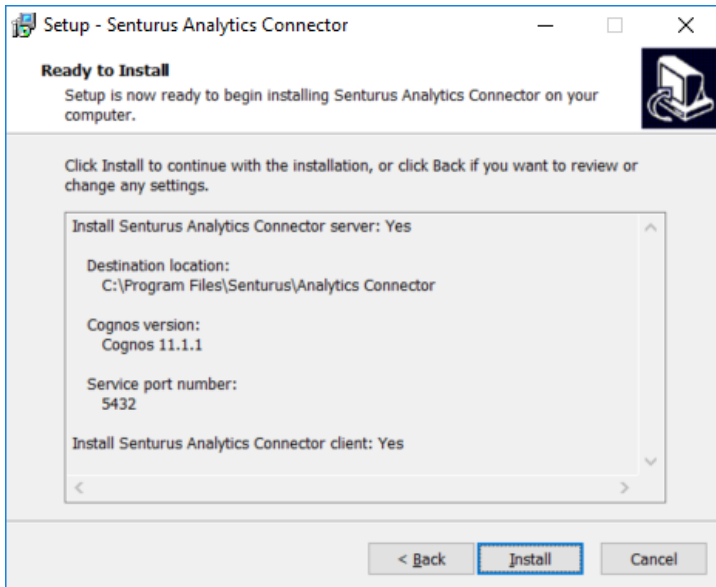 Setup - Senturus Analytics Connector
Ready to Install
Setup is now ready to begin installing Senturus Analytics Connector on your
computer.
Click Install to continue with the installation, or click Back if you want to review or
change any settings.
Install Senturus Analytics Connector server: Yes
Destination location:
C:\Program Files\Senturus\Analytics Connector
Cognos version:
Cognos 11.1.1
Service port number:
5432
Install Senturus Analytics Connector client: Yes
< Back
Install
Cancel